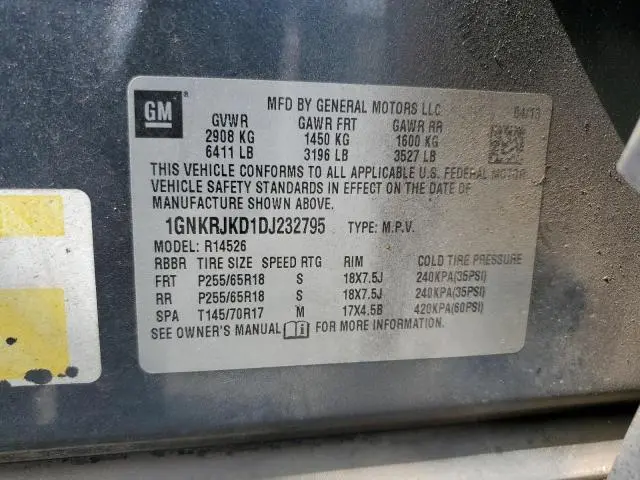 GM ®
MFD BY GENERAL MOTORS LLC 04/13
GVWR GAWR FRT GAWR RR
2908 KG 1450 KG 1600 KG
6411 LB 3196 LB 3527 LB
THIS VEHICLE CONFORMS TO ALL APPLICABLE U.S. FEDERAL MOTOR
VEHICLE SAFETY STANDARDS IN EFFECT ON THE DATE OF
MANUFACTURE SHOWN ABOVE.
1GNKRJKD1DJ232795 TYPE: M.P.V.
MODEL: R14526
RBBR TIRE SIZE SPEED RTG RIM COLD TIRE PRESSURE
FRT P255/65R18 S 18X7.5J 240KPA(35PSI)
RR P255/65R18 S 18X7.5J 240KPA(35PSI)
SPA T145/70R17 M 17X4.5B 420KPA(60PSI)
SEE OWNER'S MANUAL FOR MORE INFORMATION.